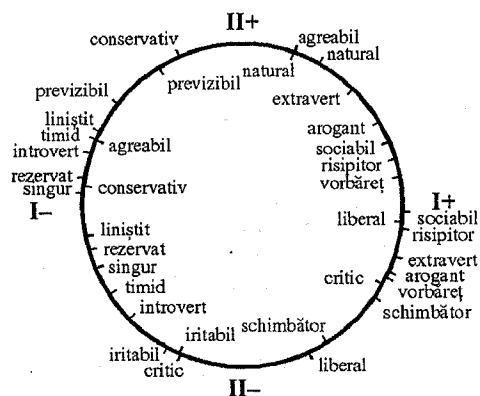 II+
conservativ
agreabil
natural
previzibil
natural
previzibil
extravert
liniștit
timid
introvert
agreabil
arogant
sociabil
risipitor
vorbăreț
rezervat
singur
conservativ
I–
I+
liberal
sociabil
risipitor
liniștit
rezervat
singur
timid
introvert
extravert
arogant
vorbăreț
schimbător
critic
iritabil
schimbător
iritabil
critic
liberal
II–